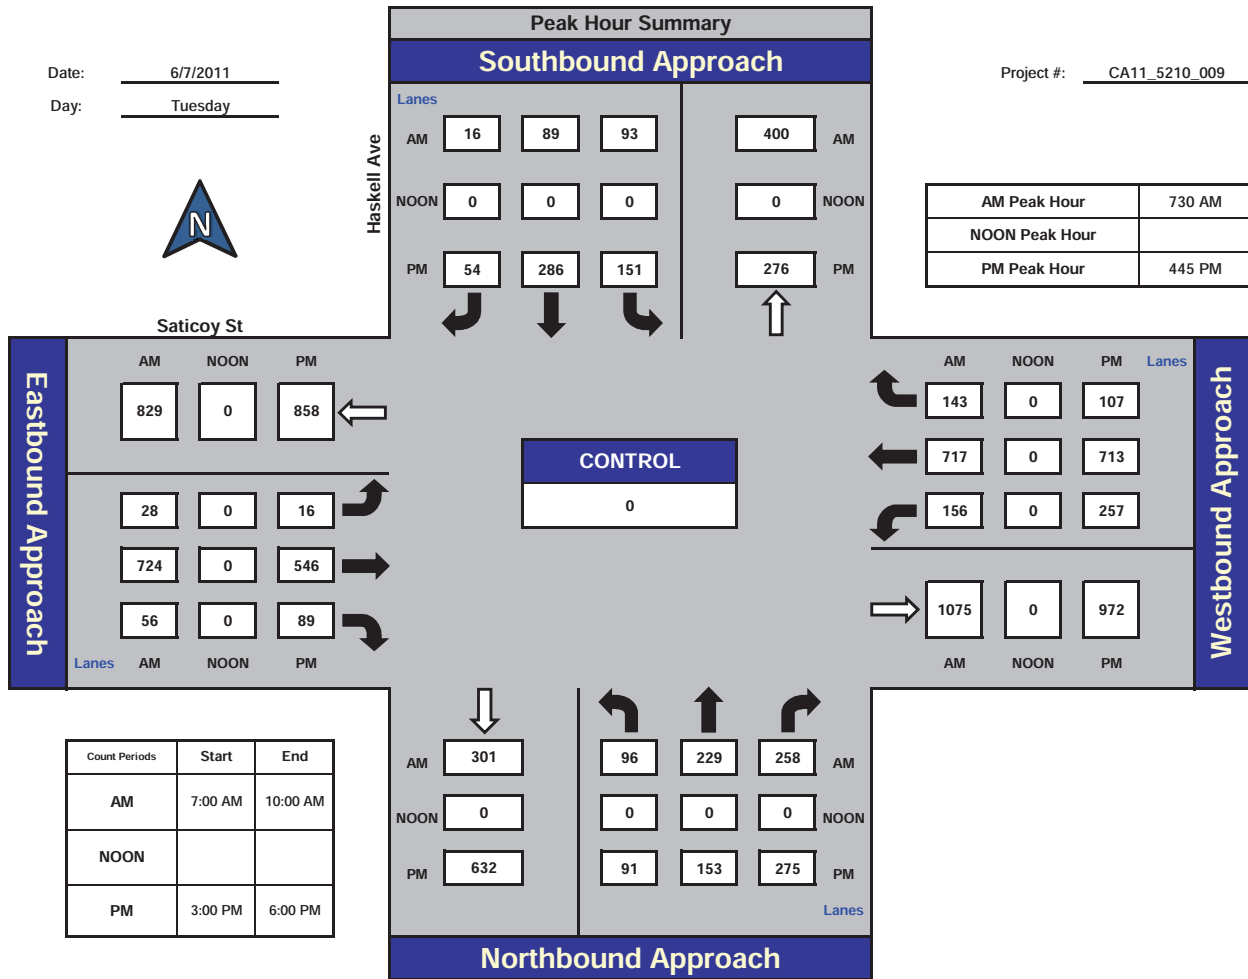 Peak Hour Summary
Southbound Approach
Date: 6/7/2011
Day: Tuesday
Project #: CA11_5210_009
N
Haskell Ave
Lanes
AM 16 89 93 400 AM
NOON 0 0 0 0 NOON
PM 54 286 151 276 PM
AM Peak Hour 730 AM
NOON Peak Hour
PM Peak Hour 445 PM
Saticoy St
Eastbound Approach
AM NOON PM
829 0 858
28 0 16
724 0 546
56 0 89
Lanes AM NOON PM
CONTROL
0
AM NOON PM Lanes
143 0 107
717 0 713
156 0 257
1075 0 972
AM NOON PM
Westbound Approach
Count Periods Start End
AM 7:00 AM 10:00 AM
NOON
PM 3:00 PM 6:00 PM
AM 301 96 229 258 AM
NOON 0 0 0 0 NOON
PM 632 91 153 275 PM
Lanes
Northbound Approach